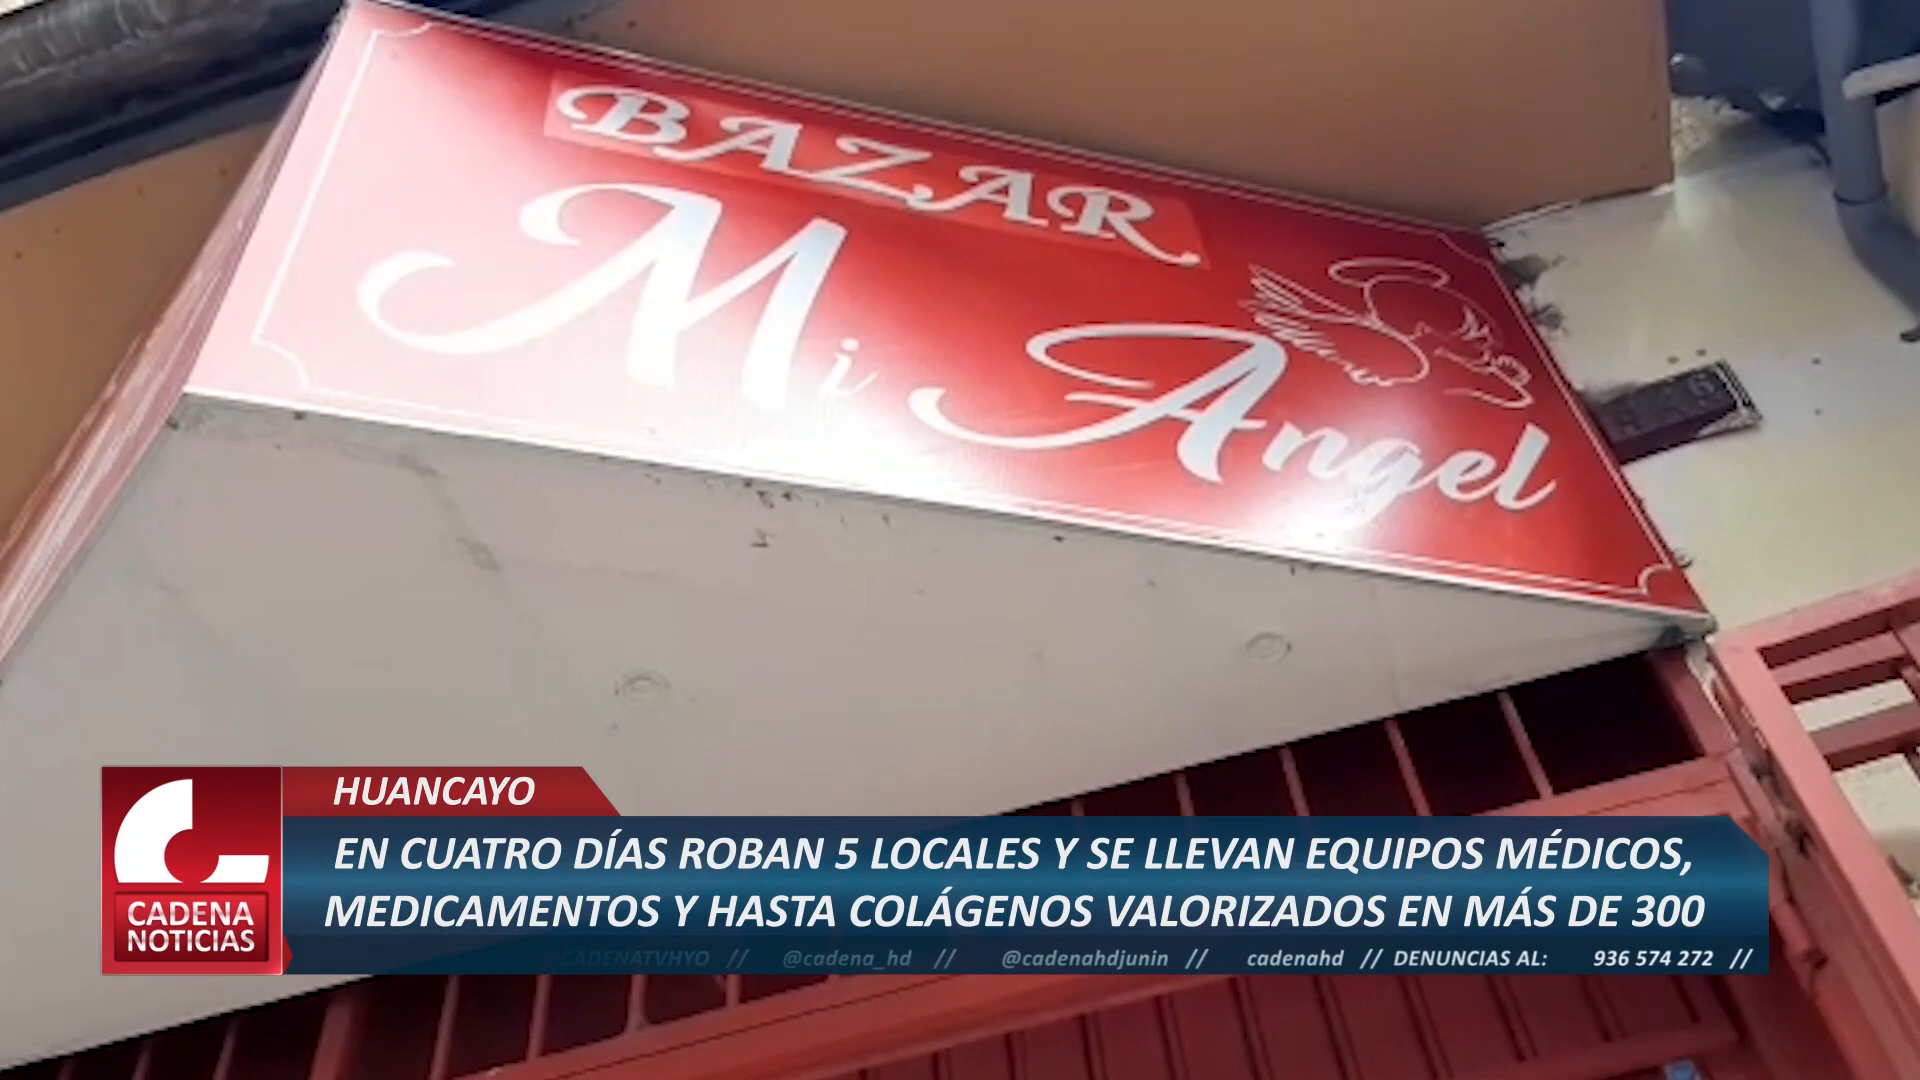 BAZAR
Mi Angel
HUANCAYO
EN CUATRO DÍAS ROBAN 5 LOCALES Y SE LLEVAN EQUIPOS MÉDICOS,
MEDICAMENTOS Y HASTA COLÁGENOS VALORIZADOS EN MÁS DE 300
CADENA
NOTICIAS
CADENATVHYO // @cadena_hd // @cadenahdjunin // cadenahd // DENUNCIAS AL: 936 574 272 //